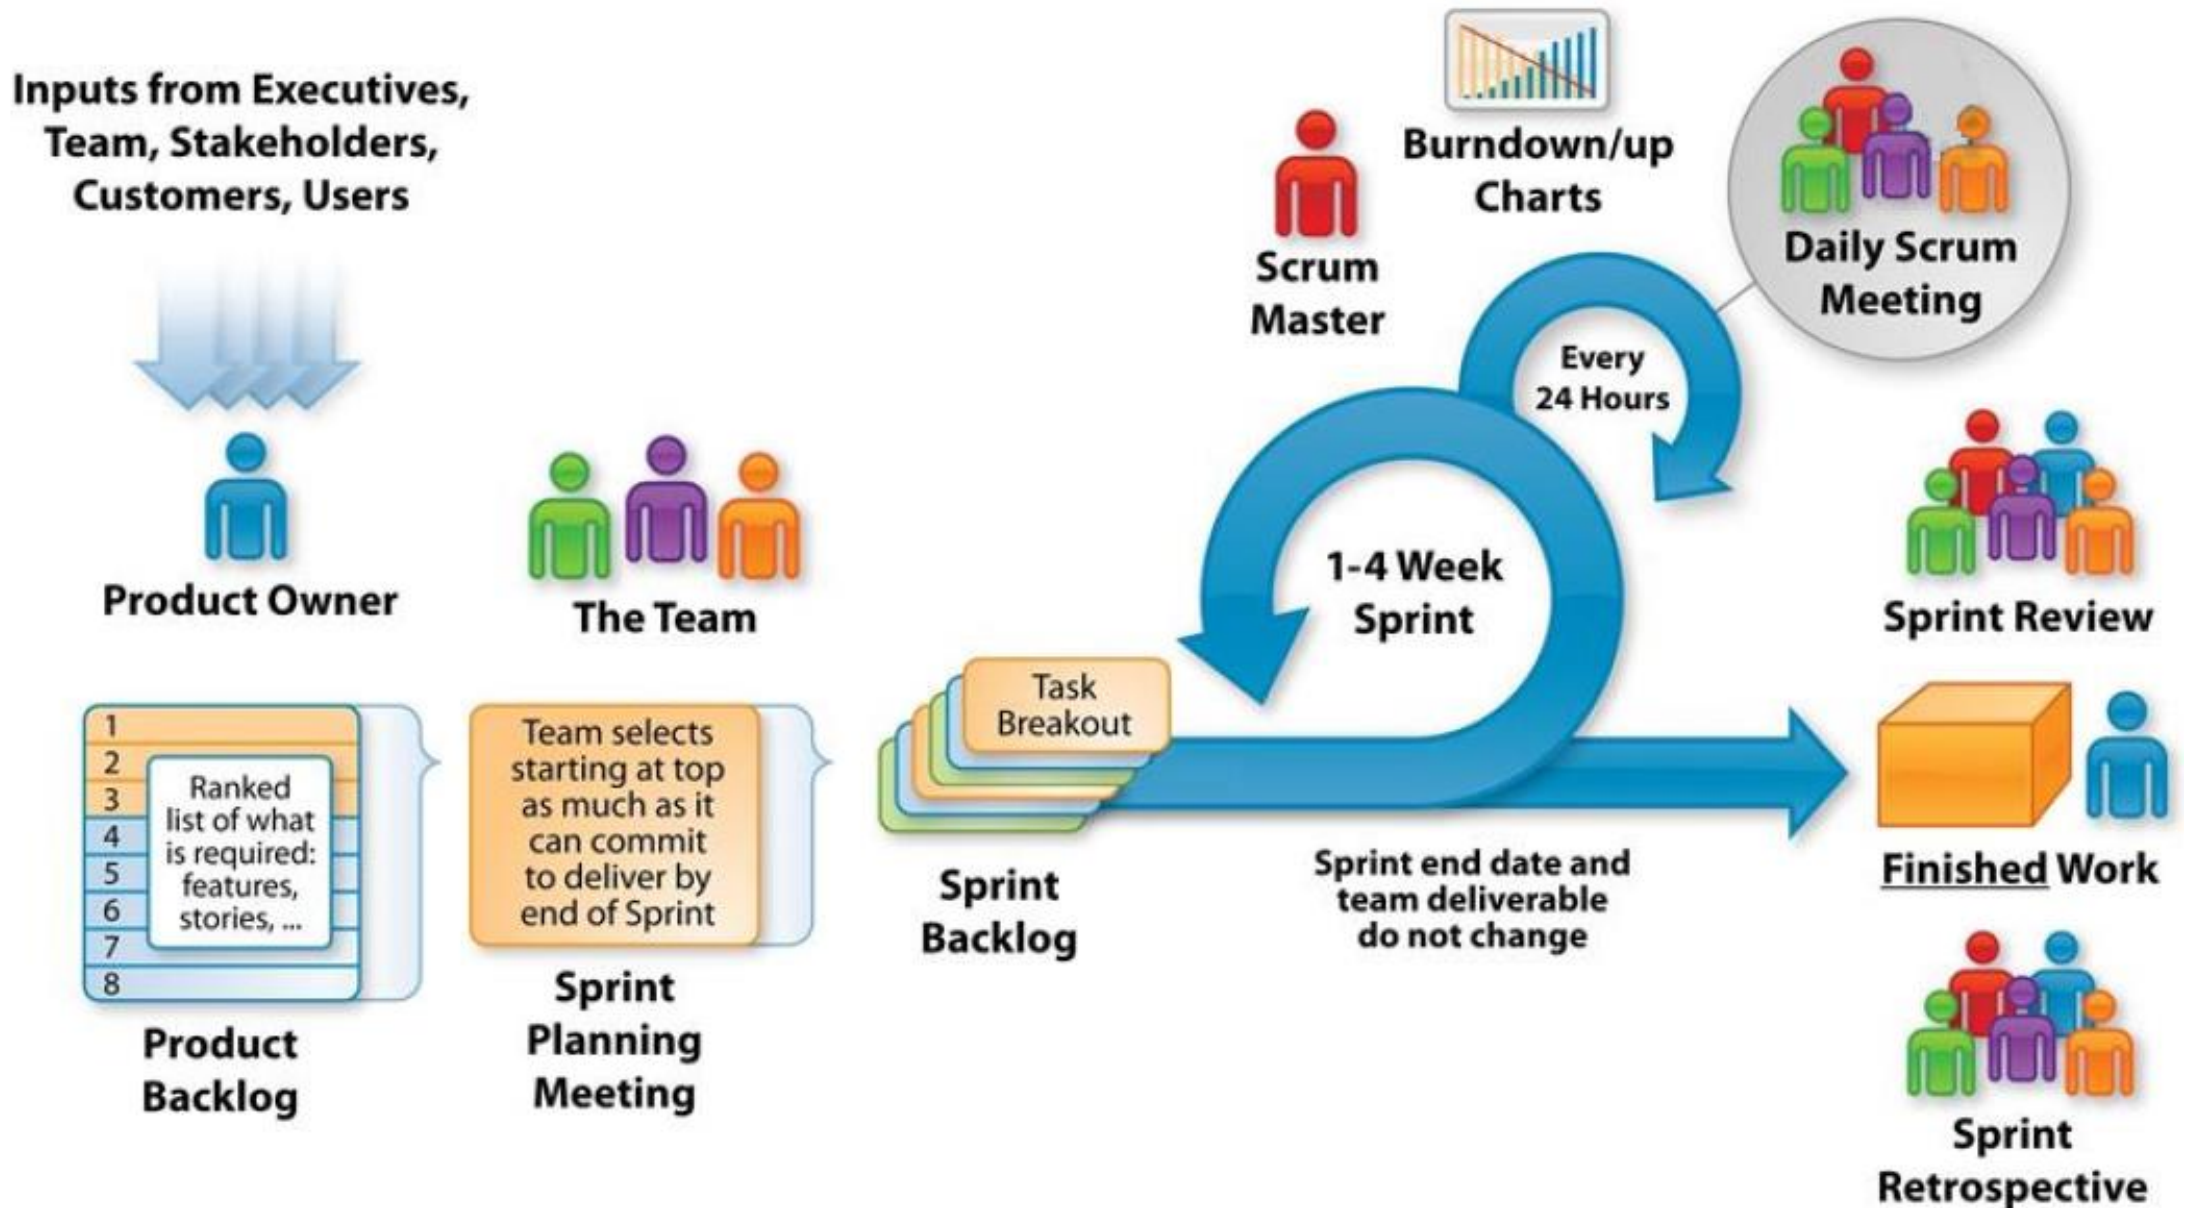 Inputs from Executives,
Team, Stakeholders,
Customers, Users
Product Owner
The Team
1
2
3
4
5
6
7
8
Ranked
list of what
is required:
features,
stories, ...
Product
Backlog
Team selects
starting at top
as much as it
can commit
to deliver by
end of Sprint
Sprint
Planning
Meeting
Task
Breakout
Sprint
Backlog
Scrum
Master
Burndown/up
Charts
Daily Scrum
Meeting
Every
24 Hours
1-4 Week
Sprint
Sprint end date and
team deliverable
do not change
Sprint Review
Finished Work
Sprint
Retrospective